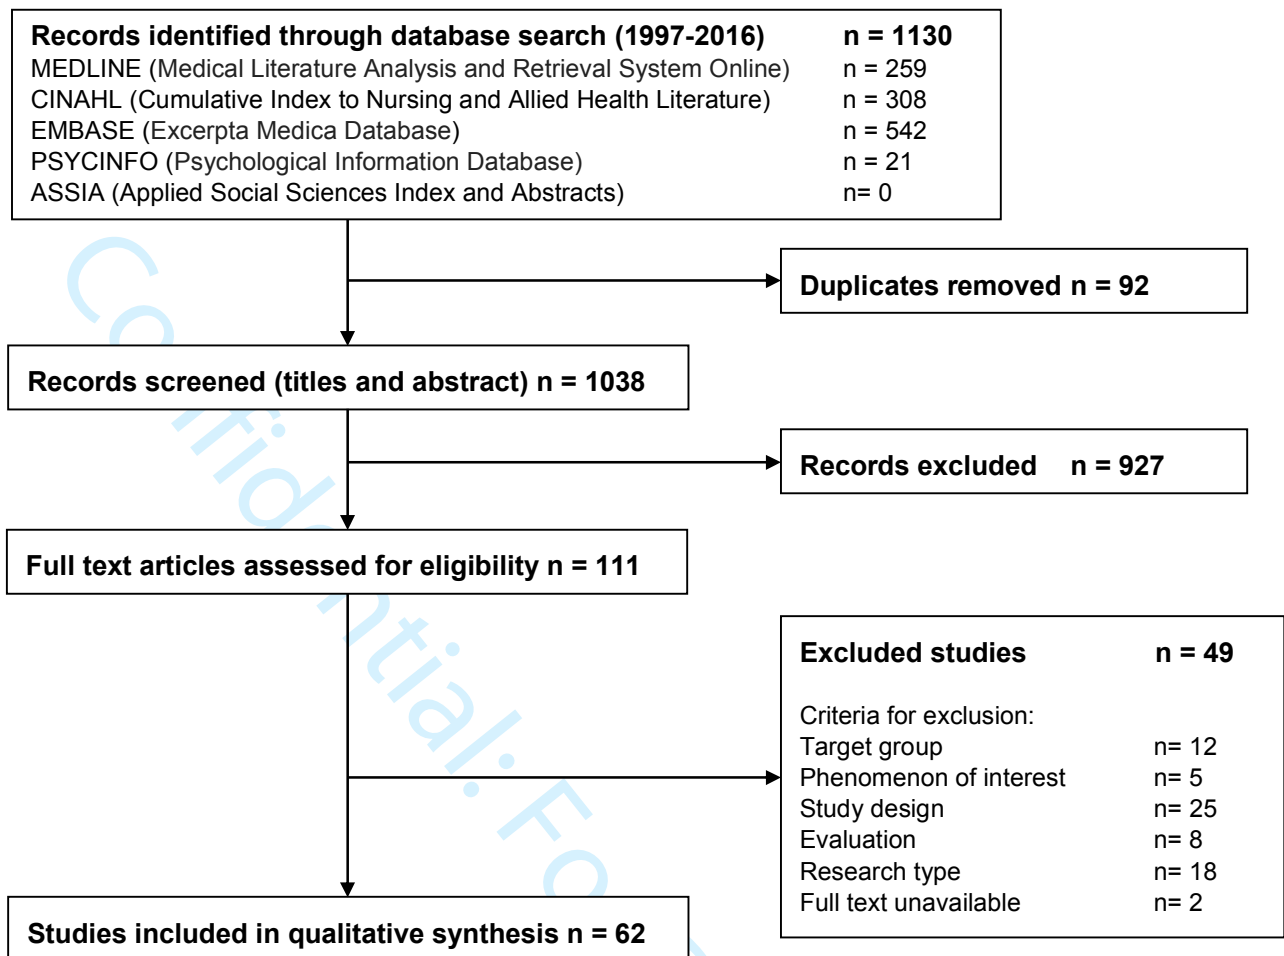 Records identified through database search (1997-2016) n = 1130
MEDLINE (Medical Literature Analysis and Retrieval System Online) n = 259
CINAHL (Cumulative Index to Nursing and Allied Health Literature) n = 308
EMBASE (Excerpta Medica Database) n = 542
PSYCINFO (Psychological Information Database) n = 21
ASSIA (Applied Social Sciences Index and Abstracts) n= 0
Duplicates removed n = 92
Records screened (titles and abstract) n = 1038
Records excluded n = 927
Full text articles assessed for eligibility n = 111
Excluded studies n = 49
Criteria for exclusion:
Target group n= 12
Phenomenon of interest n= 5
Study design n= 25
Evaluation n= 8
Research type n= 18
Full text unavailable n= 2
Studies included in qualitative synthesis n = 62
Confidential: Fo